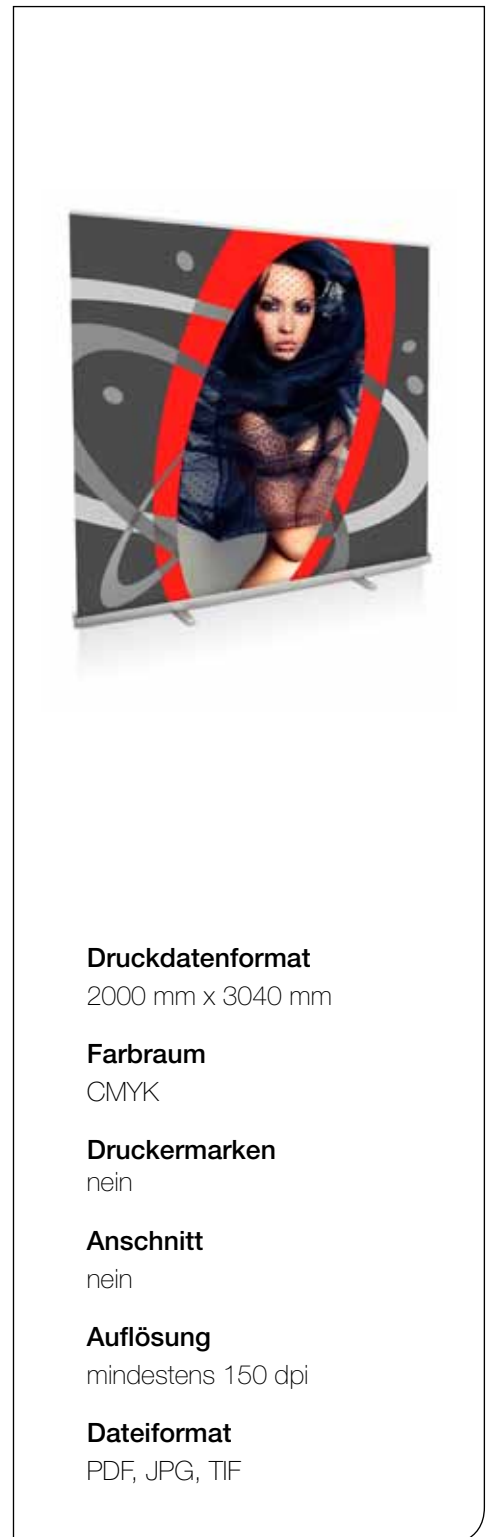 Druckdatenformat
2000 mm x 3040 mm
Farbraum
CMYK
Druckermarken
nein
Anschnitt
nein
Auflösung
mindestens 150 dpi
Dateiformat
PDF, JPG, TIF